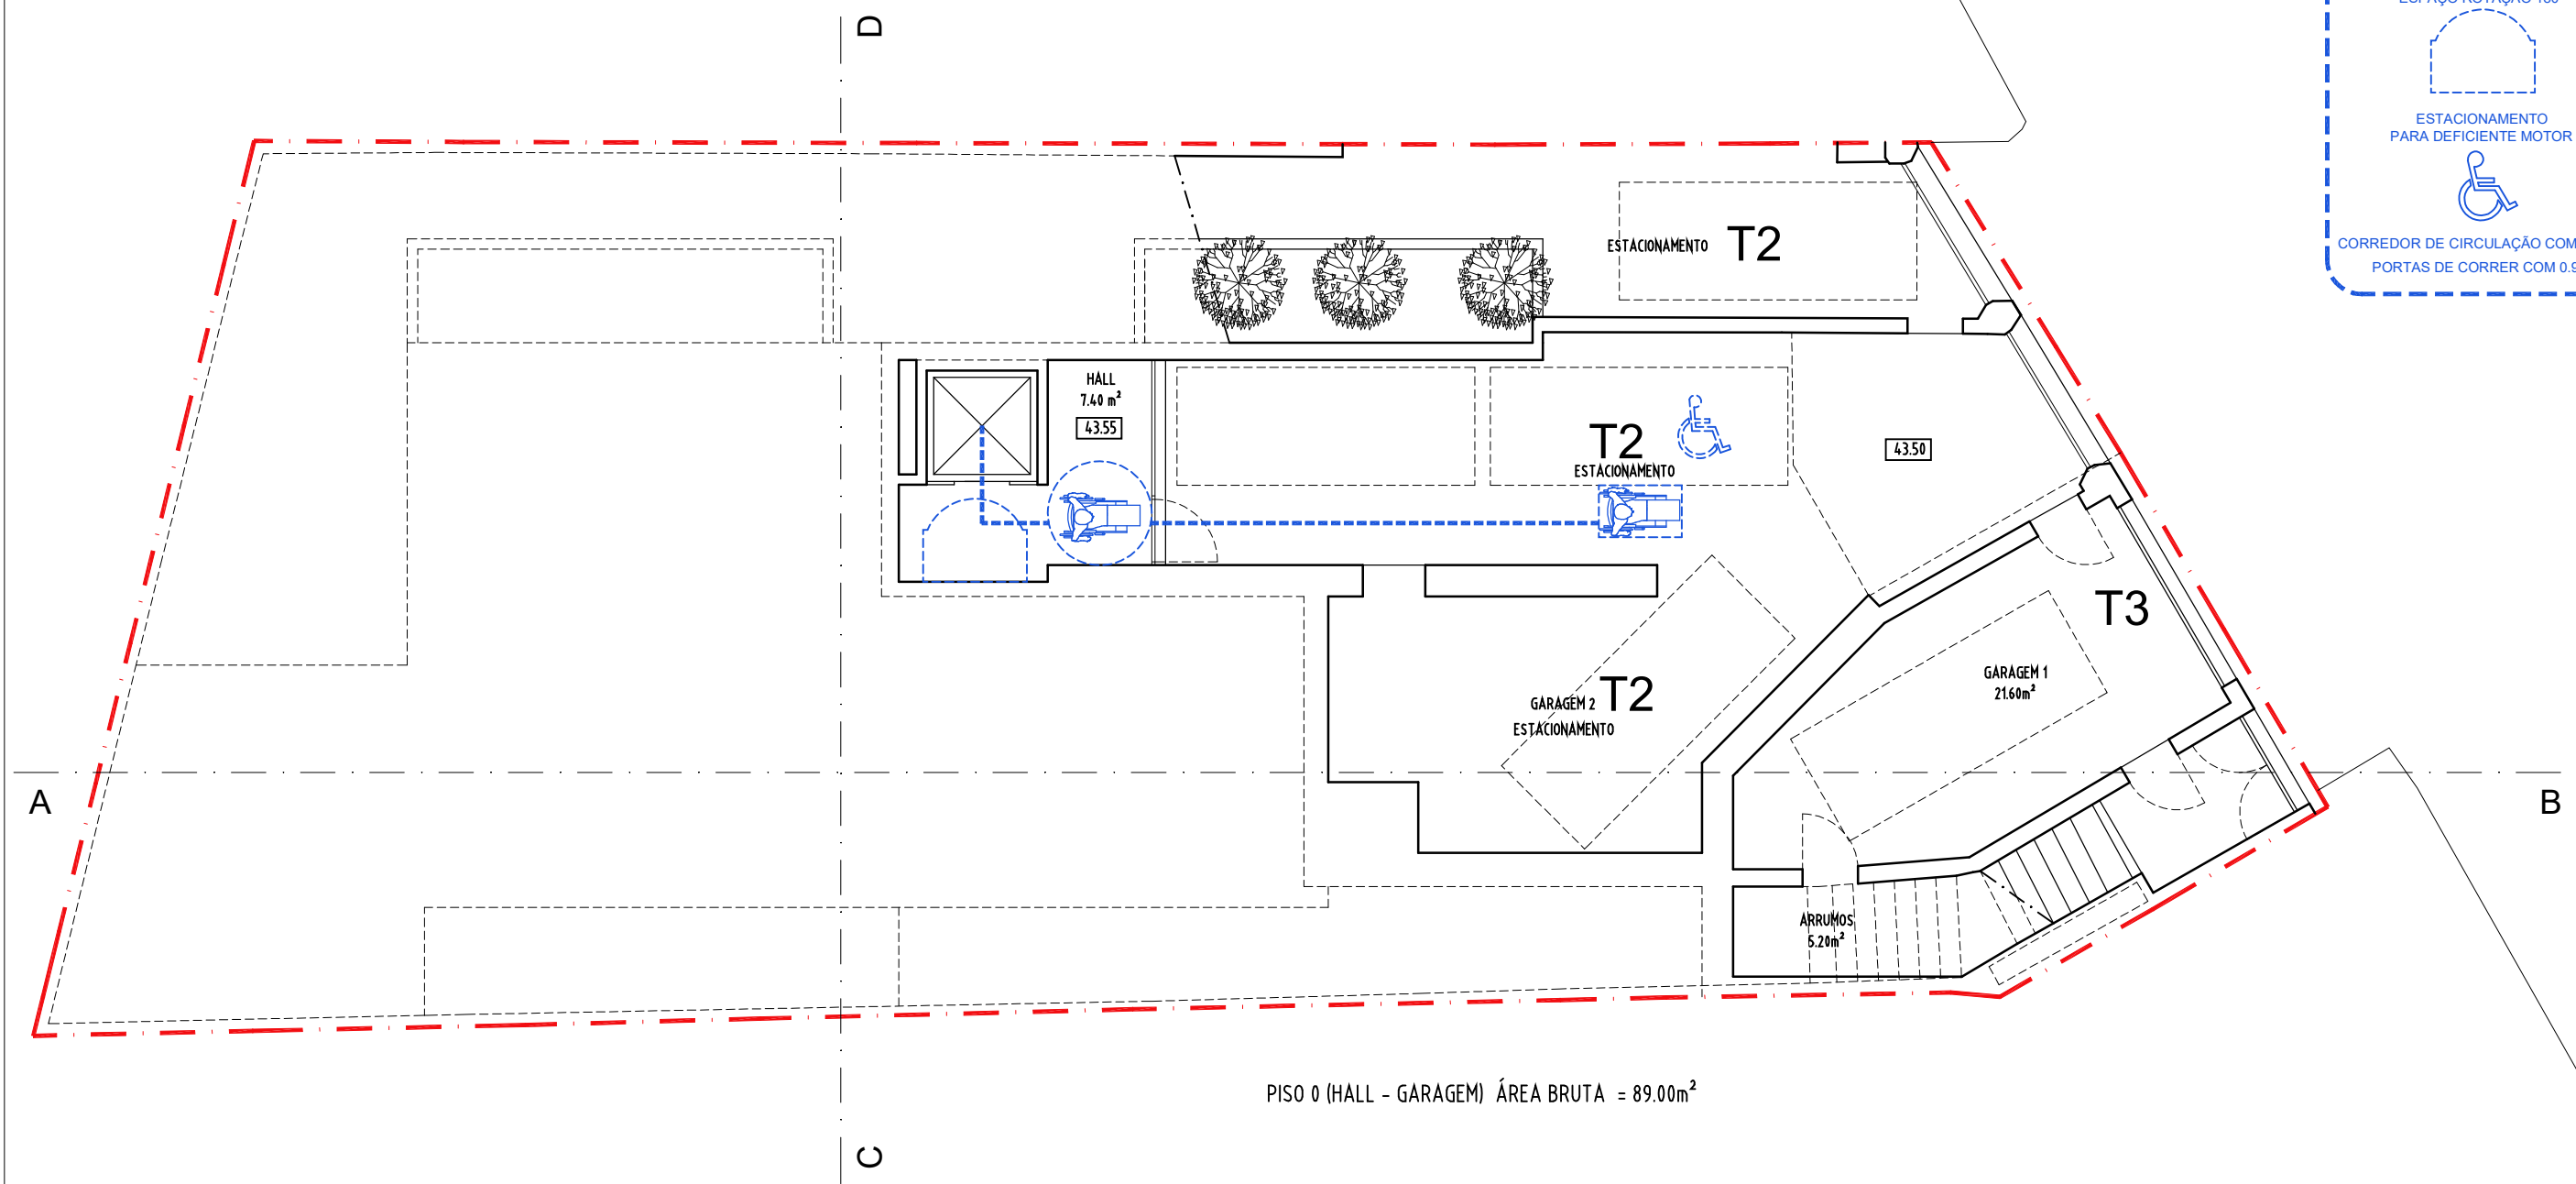 D
ESTACIONAMENTO
PARA DEFICIENTE MOTOR
CORREDOR DE CIRCULAÇÃO COM
PORTAS DE CORRER COM 0.9
ESTACIONAMENTO T2
HALL
7.40 m²
43.55
T2
ESTACIONAMENTO
43.50
T3
GARAGEM 1
21.60m²
GARAGEM 2 T2
ESTACIONAMENTO
A
B
ARRUMOS
5.20m²
PISO 0 (HALL - GARAGEM) ÁREA BRUTA = 89.00m²
C